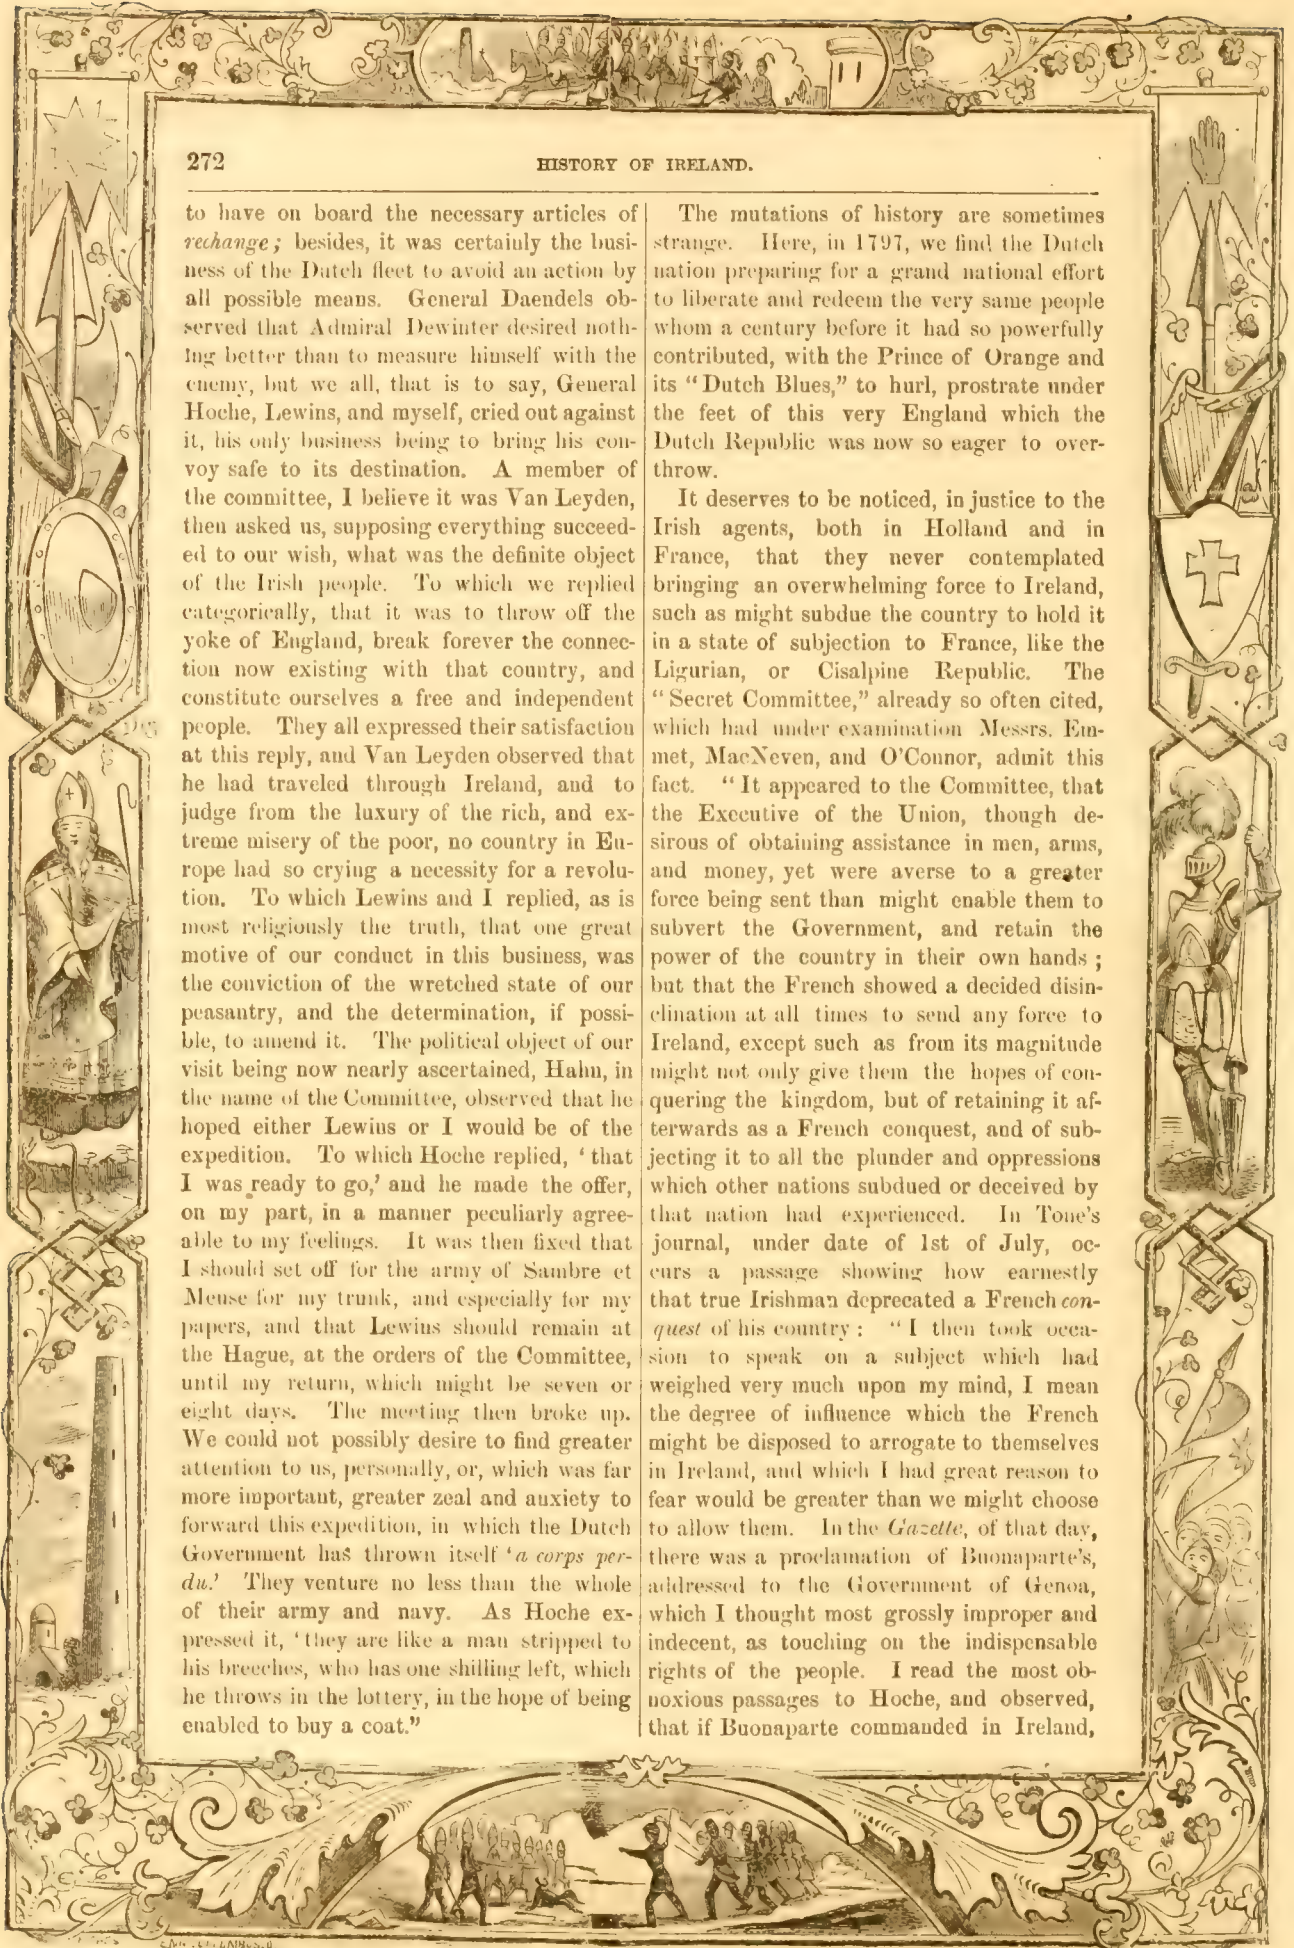 272
HISTORY OF IRELAND.
to have on board the necessary articles of
rechange; besides, it was certainly the busi-
ness of the Dutch fleet to avoid an action by
all possible means. General Daendels ob-
served that Admiral Dewinter desired noth-
ing better than to measure himself with the
enemy, but we all, that is to say, General
Hoche, Lewins, and myself, cried out against
it, his only business being to bring his con-
voy safe to its destination. A member of
the committee, I believe it was Van Leyden,
then asked us, supposing everything succeed-
ed to our wish, what was the definite object
of the Irish people. To which we replied
categorically, that it was to throw off the
yoke of England, break forever the connec-
tion now existing with that country, and
constitute ourselves a free and independent
people. They all expressed their satisfaction
at this reply, and Van Leyden observed that
he had traveled through Ireland, and to
judge from the luxury of the rich, and ex-
treme misery of the poor, no country in Eu-
rope had so crying a necessity for a revolu-
tion. To which Lewins and I replied, as is
most religiously the truth, that one great
motive of our conduct in this business, was
the conviction of the wretched state of our
peasantry, and the determination, if possi-
ble, to amend it. The political object of our
visit being now nearly ascertained, Hahn, in
the name of the Committee, observed that he
hoped either Lewins or I would be of the
expedition. To which Hoche replied, ‘that
I was ready to go,’ and he made the offer,
on my part, in a manner peculiarly agree-
able to my feelings. It was then fixed that
I should set off for the army of Sambre et
Meuse for my trunk, and especially for my
papers, and that Lewins should remain at
the Hague, at the orders of the Committee,
until my return, which might be seven or
eight days. The meeting then broke up.
We could not possibly desire to find greater
attention to us, personally, or, which was far
more important, greater zeal and anxiety to
forward this expedition, in which the Dutch
Government has thrown itself ‘a corps per-
du.’ They venture no less than the whole
of their army and navy. As Hoche ex-
pressed it, ‘they are like a man stripped to
his breeches, who has one shilling left, which
he throws in the lottery, in the hope of being
enabled to buy a coat.”
The mutations of history are sometimes
strange. Here, in 1797, we find the Dutch
nation preparing for a grand national effort
to liberate and redeem the very same people
whom a century before it had so powerfully
contributed, with the Prince of Orange and
its “Dutch Blues,” to hurl, prostrate under
the feet of this very England which the
Dutch Republic was now so eager to over-
throw.
It deserves to be noticed, in justice to the
Irish agents, both in Holland and in
France, that they never contemplated
bringing an overwhelming force to Ireland,
such as might subdue the country to hold it
in a state of subjection to France, like the
Ligurian, or Cisalpine Republic. The
“Secret Committee,” already so often cited,
which had under examination Messrs. Em-
met, MacNeven, and O’Connor, admit this
fact. “It appeared to the Committee, that
the Executive of the Union, though de-
sirous of obtaining assistance in men, arms,
and money, yet were averse to a greater
force being sent than might enable them to
subvert the Government, and retain the
power of the country in their own hands;
but that the French showed a decided disin-
clination at all times to send any force to
Ireland, except such as from its magnitude
might not only give them the hopes of con-
quering the kingdom, but of retaining it af-
terwards as a French conquest, and of sub-
jecting it to all the plunder and oppressions
which other nations subdued or deceived by
that nation had experienced. In Tone’s
journal, under date of 1st of July, oc-
curs a passage showing how earnestly
that true Irishman deprecated a French con-
quest of his country: “I then took occa-
sion to speak on a subject which had
weighed very much upon my mind, I mean
the degree of influence which the French
might be disposed to arrogate to themselves
in Ireland, and which I had great reason to
fear would be greater than we might choose
to allow them. In the Gazette, of that day,
there was a proclamation of Buonaparte’s,
addressed to the Government of Genoa,
which I thought most grossly improper and
indecent, as touching on the indispensable
rights of the people. I read the most ob-
noxious passages to Hoche, and observed,
that if Buonaparte commanded in Ireland,